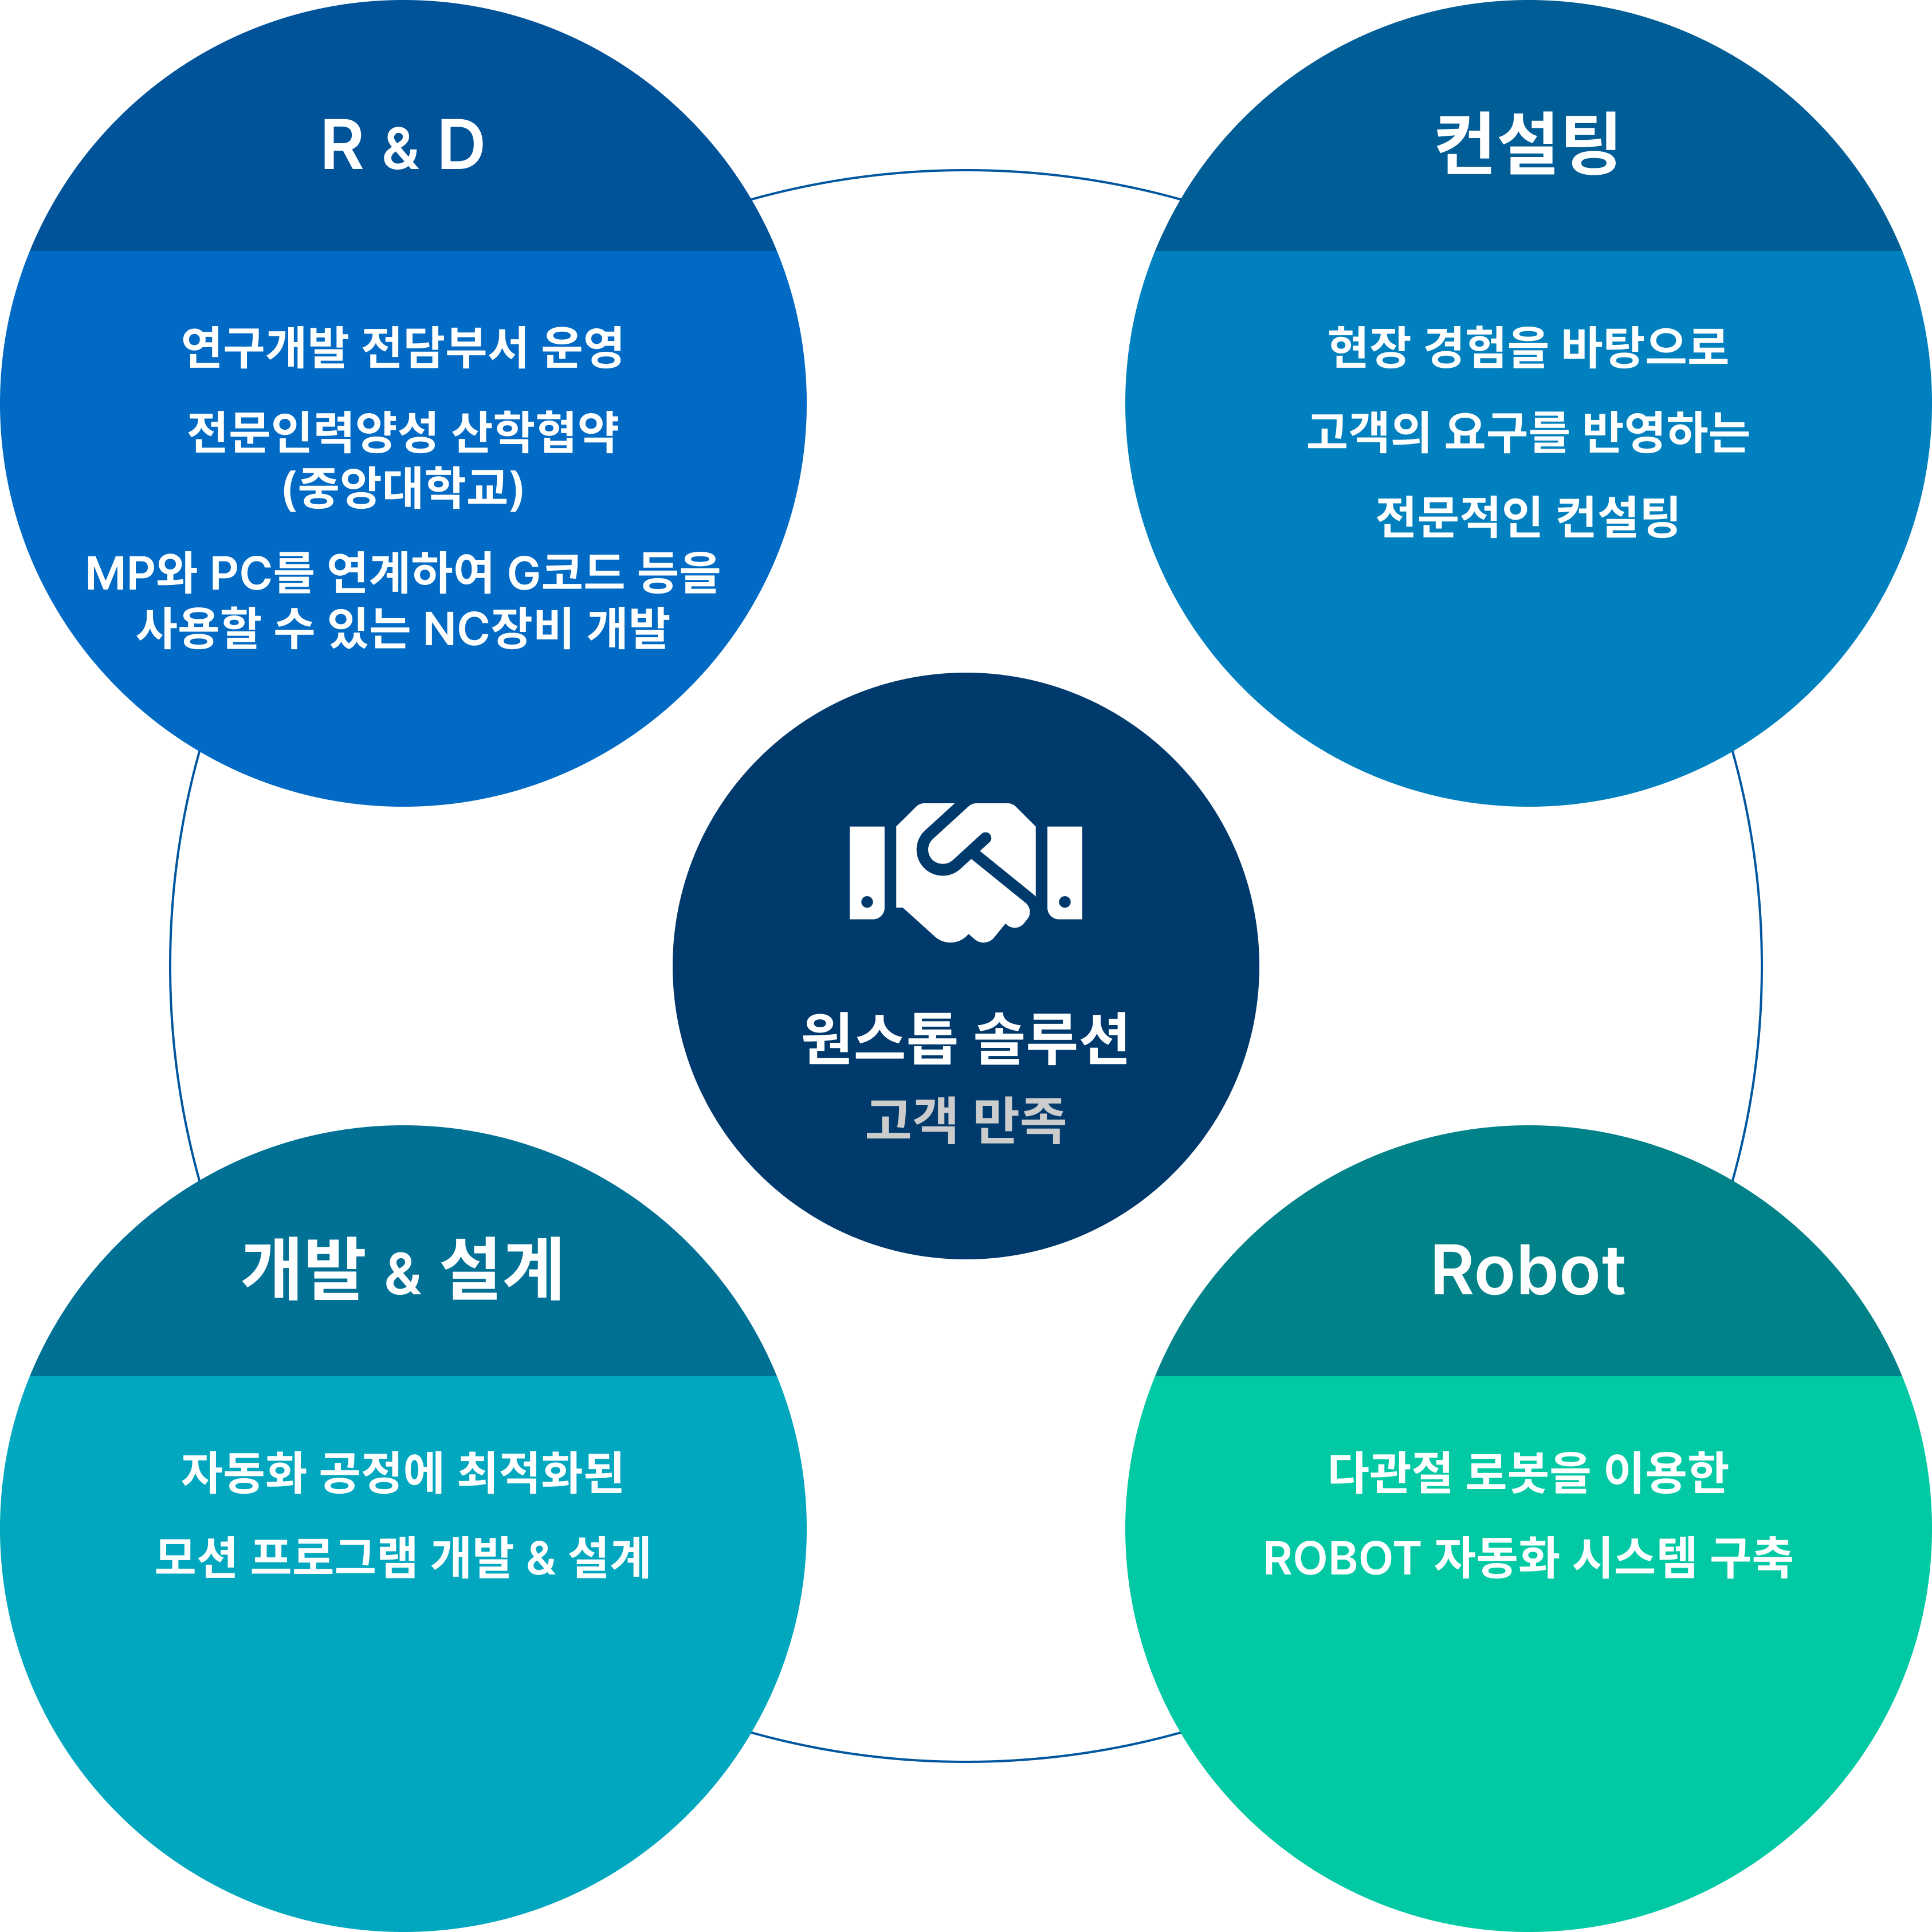 R & D
연구개발 전담부서 운영
전문인력양성 산학협약
(중앙대학교)
MP와 PC를 연계하여 G코드 등을
사용할 수 있는 NC장비 개발
컨설팅
현장 경험을 바탕으로
고객의 요구를 반영하는
전문적인 컨설팅
원스톱 솔루션
고객 만족
개발 & 설계
자동화 공정에 최적화된
모션 프로그램 개발 & 설계
Robot
다관절 로봇을 이용한
ROBOT 자동화 시스템 구축